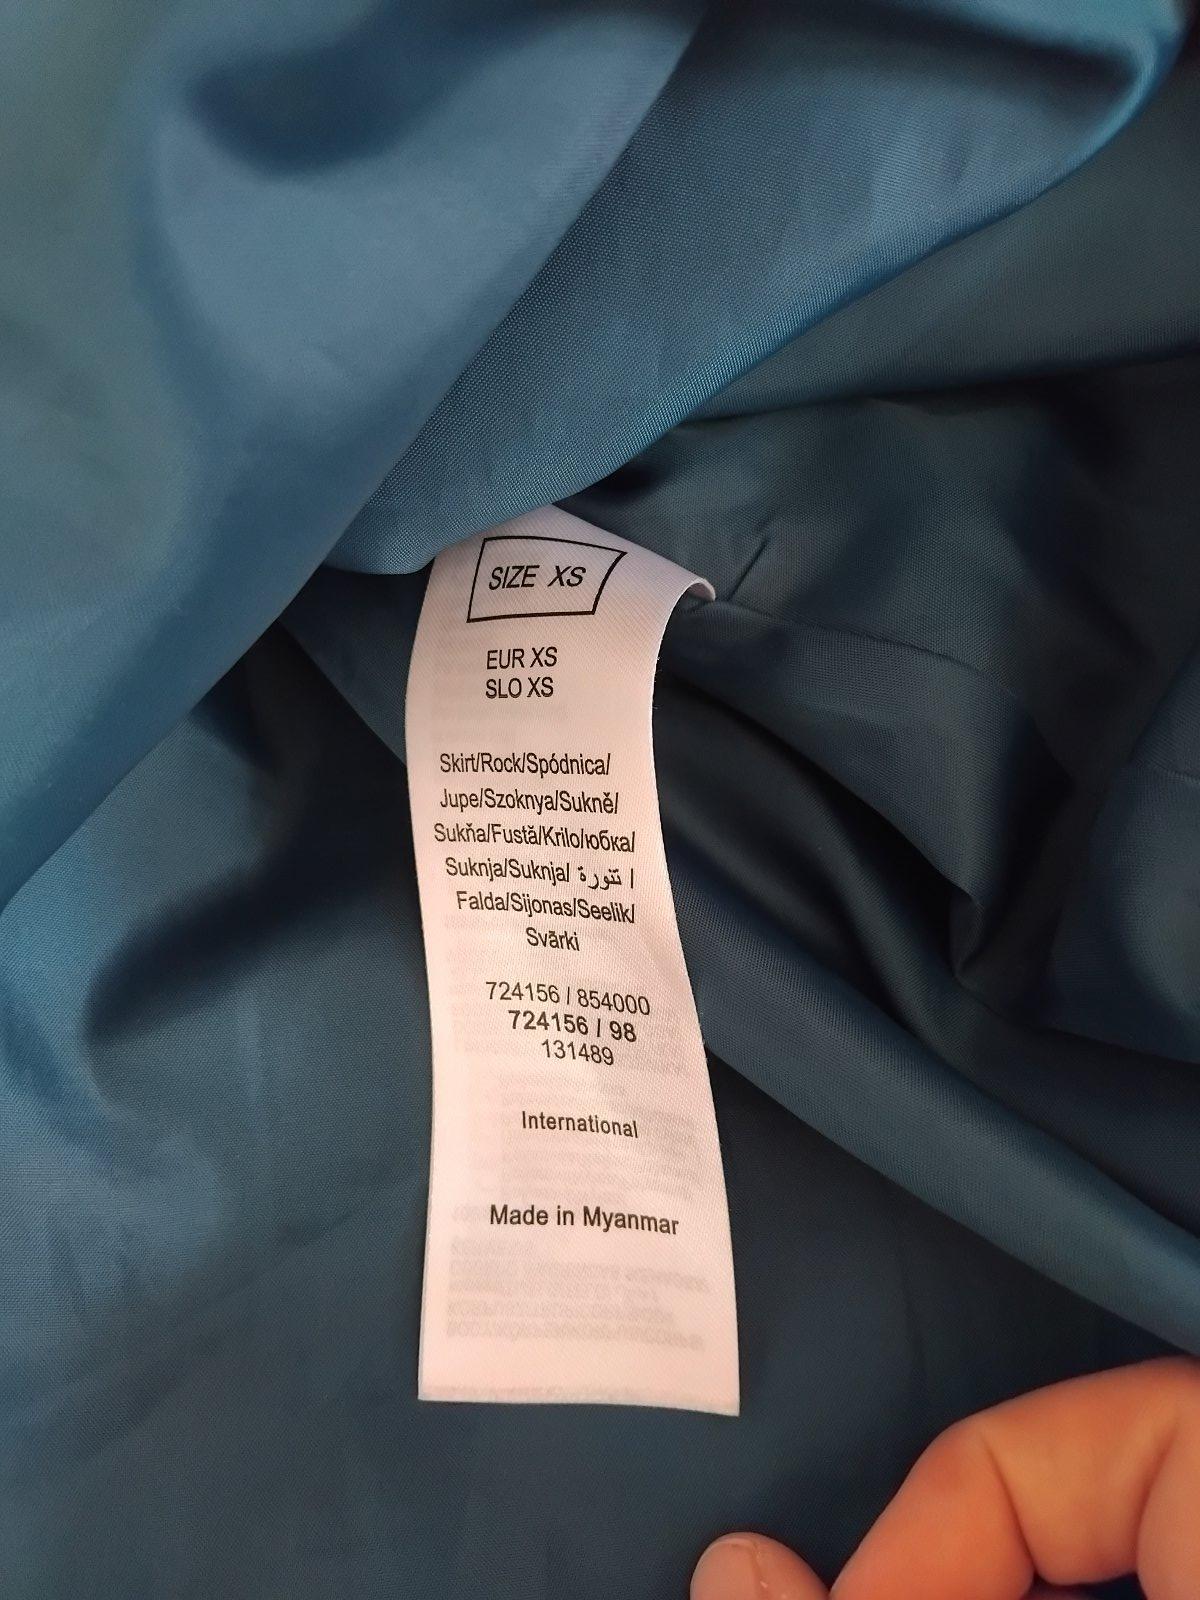 SIZE XS
EUR XS
SLO XS
Skirt/Rock/Spódnica/
Jupe/Szoknya/Sukně/
Sukňa/Fustă/Krilo/юбка/
Suknja/Suknja/ تنورة /
Falda/Sijonas/Seelik/
Svārki
724156 / 854000
724156 / 98
131489
International
Made in Myanmar